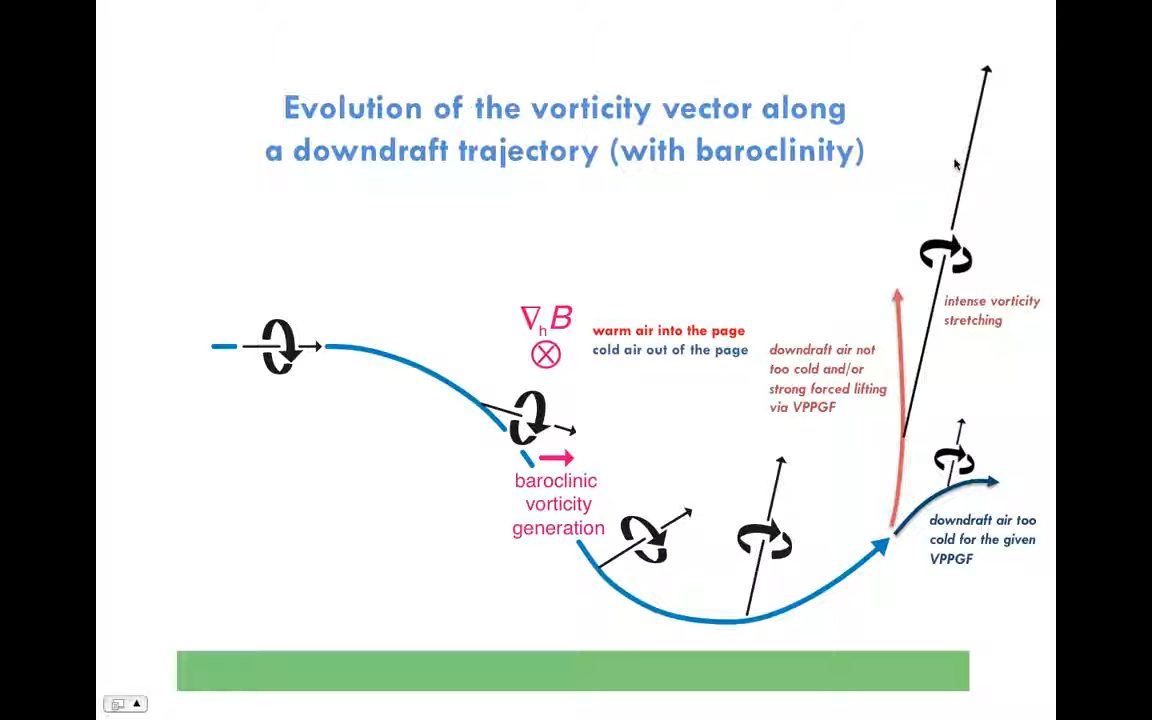 Evolution of the vorticity vector along
a downdraft trajectory (with baroclinity)
∇hB
warm air into the page
cold air out of the page
baroclinic
vorticity
generation
downdraft air not
too cold and/or
strong forced lifting
via VPPGF
intense vorticity
stretching
downdraft air too
cold for the given
VPPGF